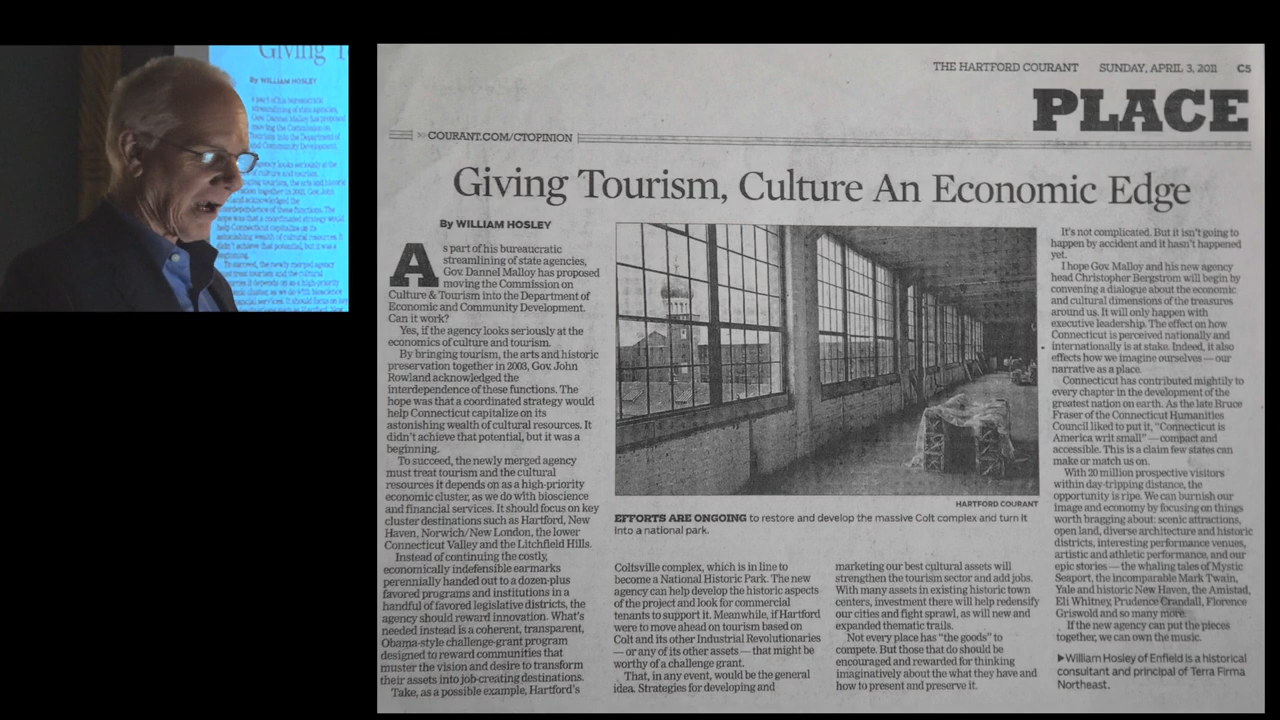 Giving T
By WILLIAM HOSLEY
THE HARTFORD COURANT SUNDAY, APRIL 3, 2011 C5
PLACE
>> COURANT.COM/CTOPINION
Giving Tourism, Culture An Economic Edge
By WILLIAM HOSLEY
As part of his bureaucratic
streamlining of state agencies,
Gov. Dannel Malloy has proposed
moving the Commission on
Culture & Tourism into the Department of
Economic and Community Development.
Can it work?
Yes, if the agency looks seriously at the
economics of culture and tourism.
By bringing tourism, the arts and historic
preservation together in 2003, Gov. John
Rowland acknowledged the
interdependence of these functions. The
hope was that a coordinated strategy would
help Connecticut capitalize on its
astonishing wealth of cultural resources. It
didn't achieve that potential, but it was a
beginning.
To succeed, the newly merged agency
must treat tourism and the cultural
resources it depends on as a high-priority
economic cluster, as we do with bioscience
and financial services. It should focus on key
cluster destinations such as Hartford, New
Haven, Norwich/New London, the lower
Connecticut Valley and the Litchfield Hills.
Instead of continuing the costly,
economically indefensible earmarks
perennially handed out to a dozen-plus
favored programs and institutions in a
handful of favored legislative districts, the
agency should reward innovation. What's
needed instead is a coherent, transparent,
Obama-style challenge-grant program
designed to reward communities that
muster the vision and desire to transform
their assets into job-creating destinations.
Take, as a possible example, Hartford's
HARTFORD COURANT
EFFORTS ARE ONGOING to restore and develop the massive Colt complex and turn it
into a national park.
Coltsville complex, which is in line to
become a National Historic Park. The new
agency can help develop the historic aspects
of the project and look for commercial
tenants to support it. Meanwhile, if Hartford
were to move ahead on tourism based on
Colt and its other Industrial Revolutionaries
— or any of its other assets — that might be
worthy of a challenge grant.
That, in any event, would be the general
idea. Strategies for developing and
marketing our best cultural assets will
strengthen the tourism sector and add jobs.
With many assets in existing historic town
centers, investment there will help redensify
our cities and fight sprawl, as will new and
expanded thematic trails.
Not every place has "the goods" to
compete. But those that do should be
encouraged and rewarded for thinking
imaginatively about the what they have and
how to present and preserve it.
It's not complicated. But it isn't going to
happen by accident and it hasn't happened
yet.
I hope Gov. Malloy and his new agency
head Christopher Bergstrom will begin by
convening a dialogue about the economic
and cultural dimensions of the treasures
around us. It will only happen with
executive leadership. The effect on how
Connecticut is perceived nationally and
internationally is at stake. Indeed, it also
effects how we imagine ourselves — our
narrative as a place.
Connecticut has contributed mightily to
every chapter in the development of the
greatest nation on earth. As the late Bruce
Fraser of the Connecticut Humanities
Council liked to put it, "Connecticut is
America writ small" — compact and
accessible. This is a claim few states can
make or match us on.
With 20 million prospective visitors
within day-tripping distance, the
opportunity is ripe. We can burnish our
image and economy by focusing on things
worth bragging about: scenic attractions,
open land, diverse architecture and historic
districts, interesting performance venues,
artistic and athletic performance, and our
epic stories — the whaling tales of Mystic
Seaport, the incomparable Mark Twain,
Yale and historic New Haven, the Amistad,
Eli Whitney, Prudence Crandall, Florence
Griswold and so many more.
If the new agency can put the pieces
together, we can own the music.
▶William Hosley of Enfield is a historical
consultant and principal of Terra Firma
Northeast.